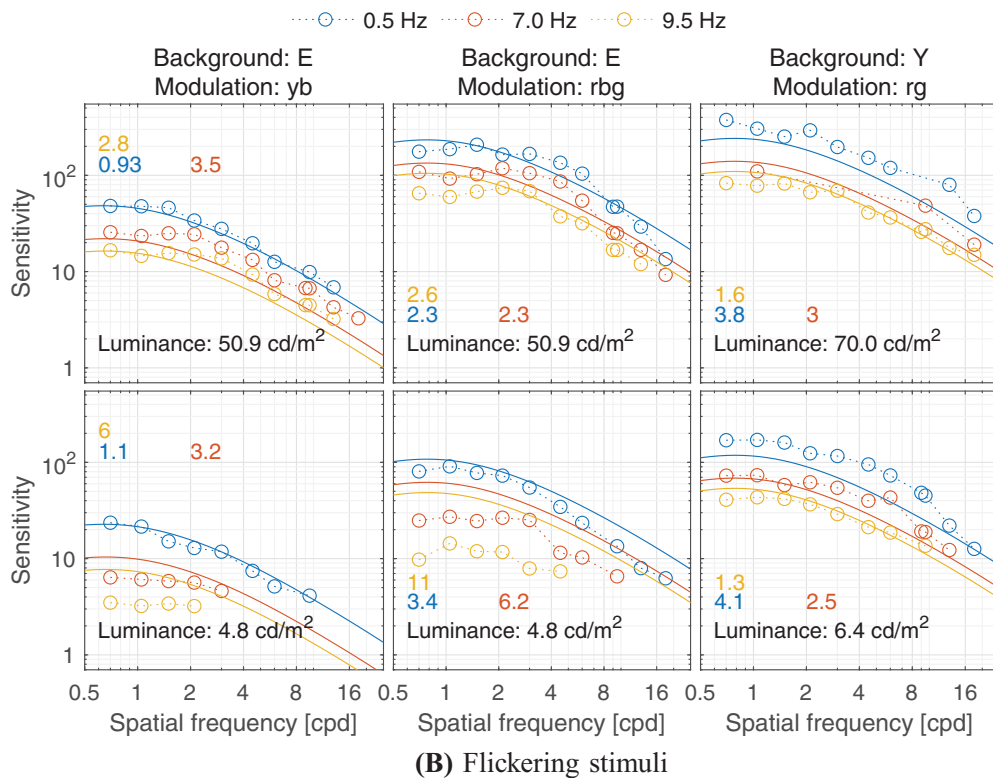 0.5 Hz 7.0 Hz 9.5 Hz
Background: E
Modulation: yb
Background: E
Modulation: rbg
Background: Y
Modulation: rg
Sensitivity
10²
10
1
2.8
0.93 3.5
Luminance: 50.9 cd/m²
2.6
2.3 2.3
Luminance: 50.9 cd/m²
1.6
3.8 3
Luminance: 70.0 cd/m²
Sensitivity
10²
10
1
6
1.1 3.2
Luminance: 4.8 cd/m²
11
3.4 6.2
Luminance: 4.8 cd/m²
1.3
4.1 2.5
Luminance: 6.4 cd/m²
0.5 1 2 4 8 16
0.5 1 2 4 8 16
0.5 1 2 4 8 16
Spatial frequency [cpd]
Spatial frequency [cpd]
Spatial frequency [cpd]
(B) Flickering stimuli